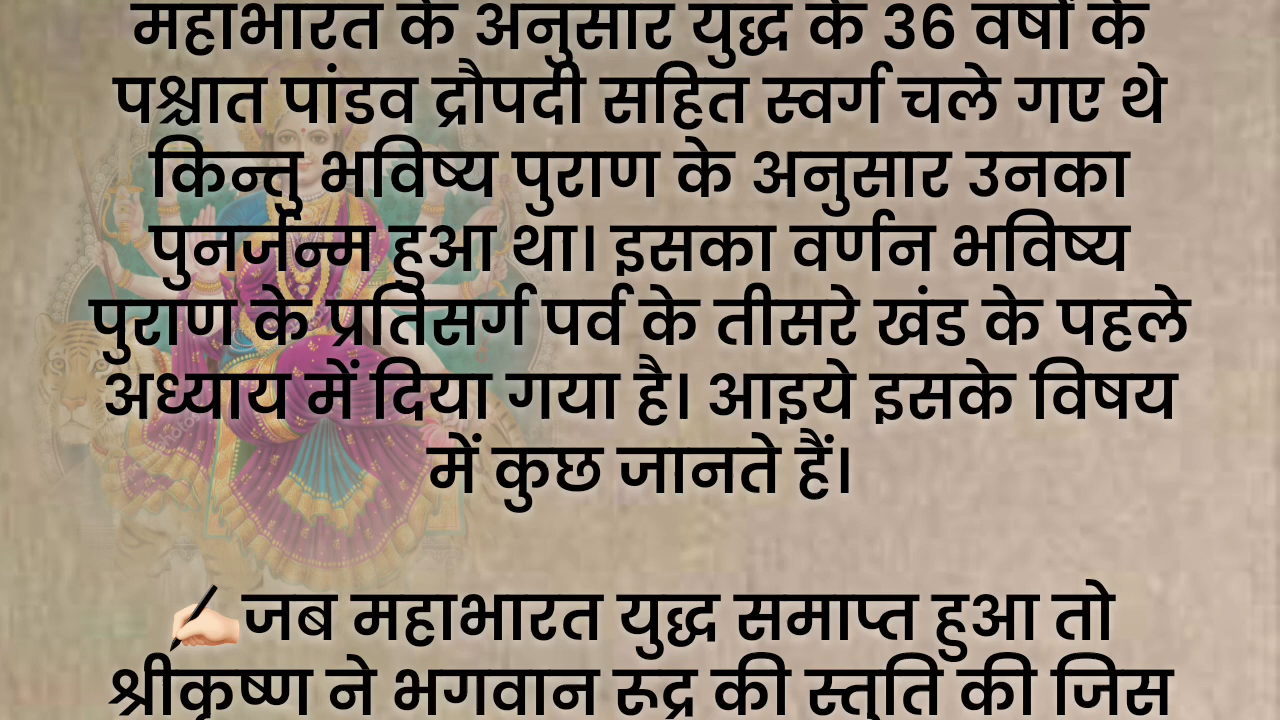 महाभारत के अनुसार युद्ध के 36 वर्षों के
पश्चात पांडव द्रौपदी सहित स्वर्ग चले गए थे
किन्तु भविष्य पुराण के अनुसार उनका
पुनर्जन्म हुआ था। इसका वर्णन भविष्य
पुराण के प्रतिसर्ग पर्व के तीसरे खंड के पहले
अध्याय में दिया गया है। आइये इसके विषय
में कुछ जानते हैं।
✍🏻जब महाभारत युद्ध समाप्त हुआ तो
श्रीकृष्ण ने भगवान रूद्र की स्तुति की जिस